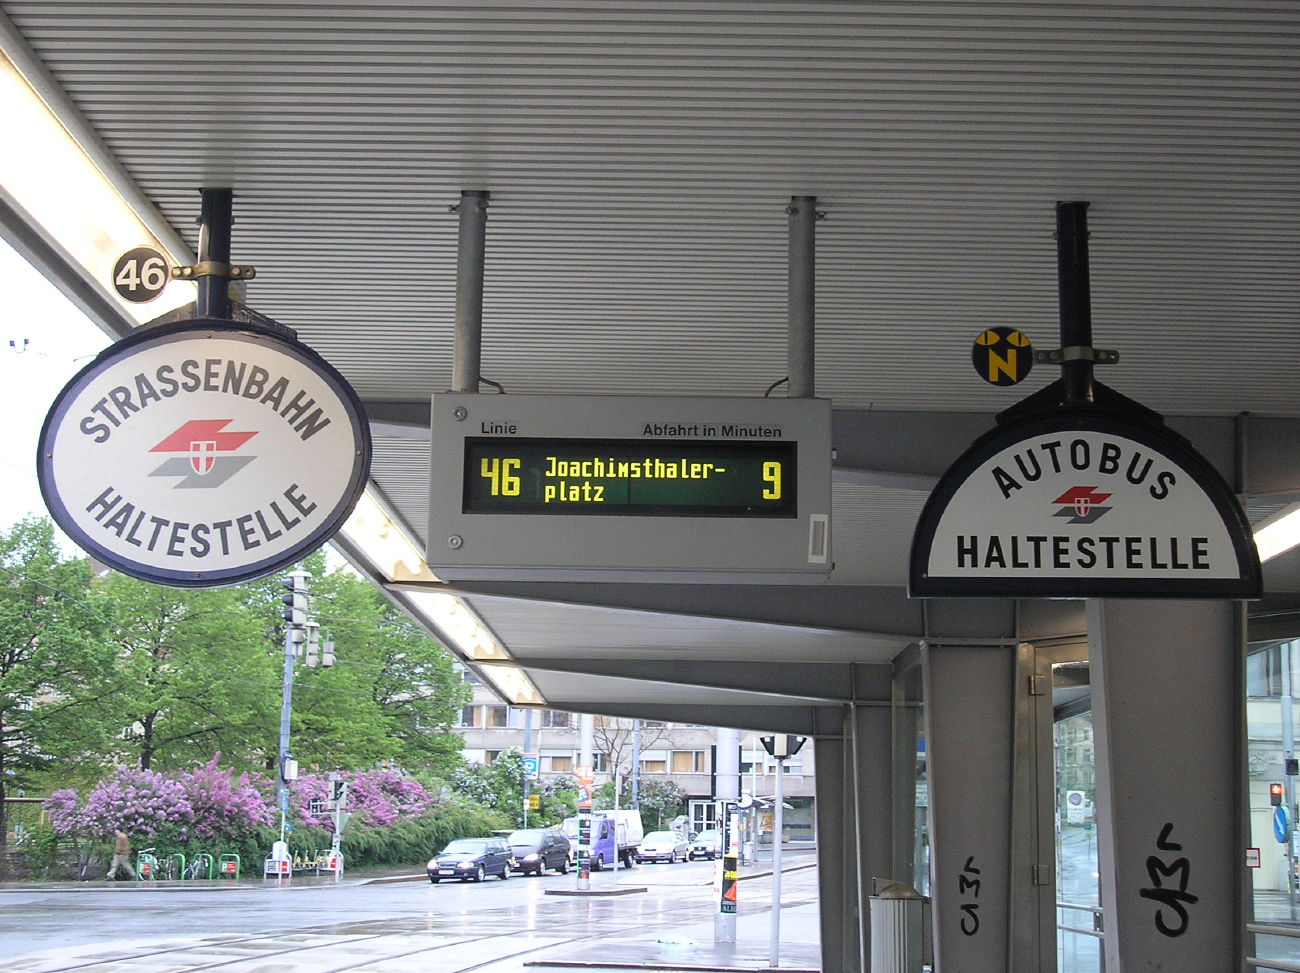 46
STRASSENBAHN
HALTESTELLE
Linie Abfahrt in Minuten
46 Joachimsthaler- 9
platz
N
AUTOBUS
HALTESTELLE